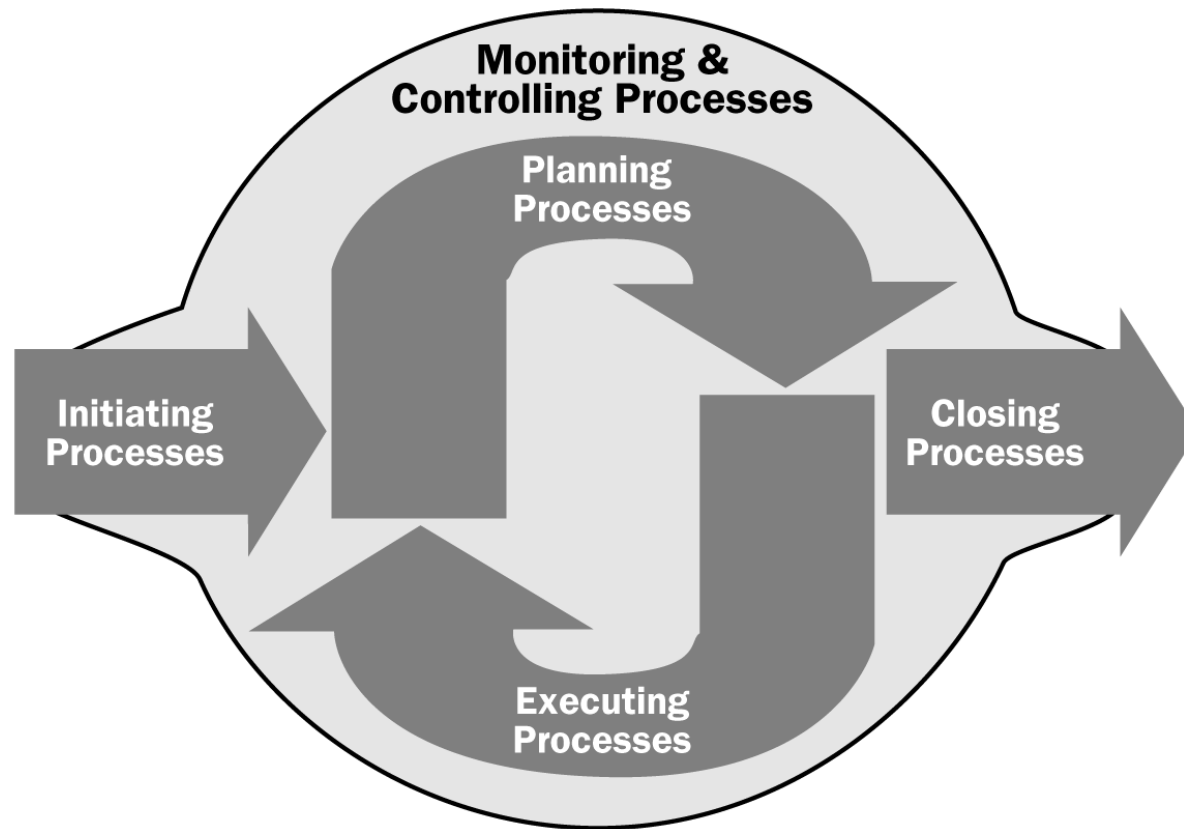 Monitoring &
Controlling Processes
Planning
Processes
Initiating
Processes
Closing
Processes
Executing
Processes